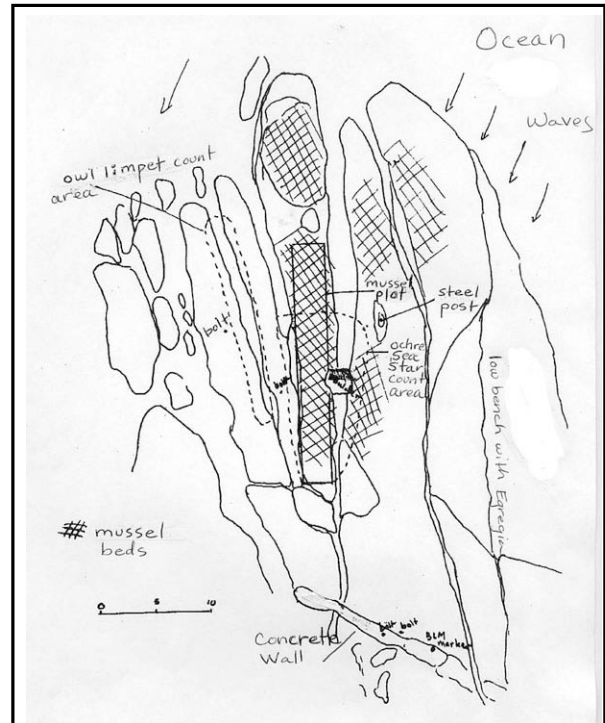 Ocean
Waves
owl limpet count
area
mussel
plot
steel
post
bolt
ochre
Sea
Star
count
area
bolt
low bench with Egregia
mussel
beds
0 5 10
Concrete
Wall
bolt bolt
BLM
marker